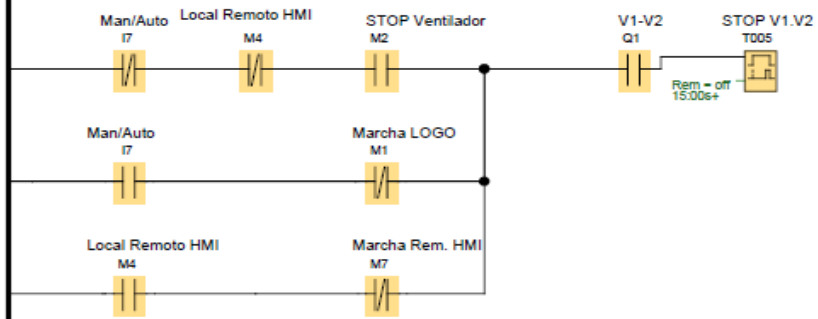 Man/Auto Local Remoto HMI STOP Ventilador V1-V2 STOP V1.V2
I7 M4 M2 Q1 T005
Rem = off
15:00s+
Man/Auto Marcha LOGO
I7 M1
Local Remoto HMI Marcha Rem. HMI
M4 M7